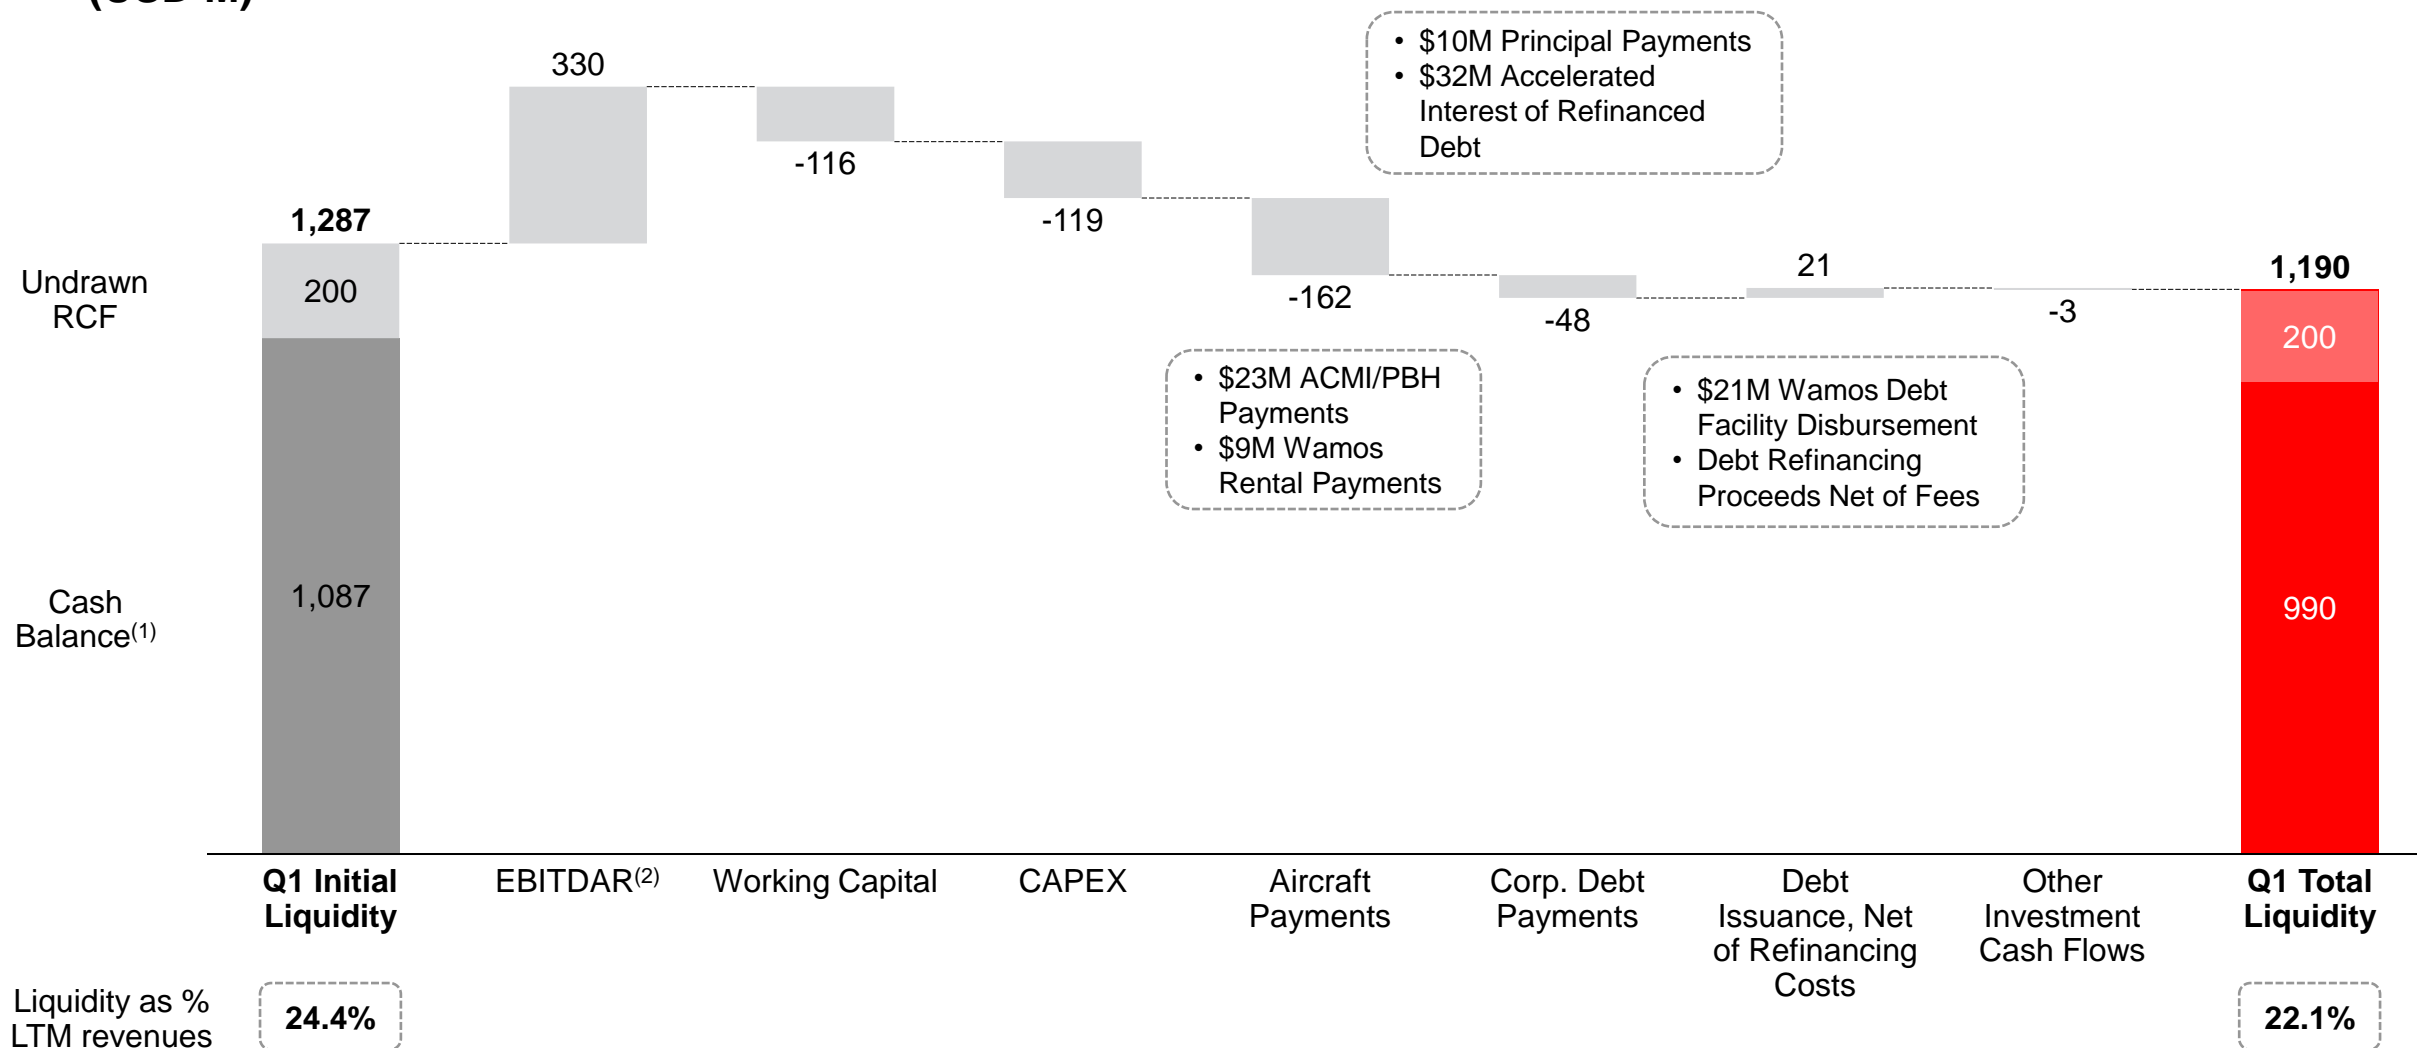 330
• $10M Principal Payments
• $32M Accelerated
Interest of Refinanced
Debt
-116
-119
1,287
Undrawn
RCF
200
-162
-48
21
-3
1,190
200
• $23M ACMI/PBH
Payments
• $9M Wamos
Rental Payments
• $21M Wamos Debt
Facility Disbursement
• Debt Refinancing
Proceeds Net of Fees
Cash
Balance(1)
1,087
990
Q1 Initial
Liquidity
EBITDAR(2)
Working Capital
CAPEX
Aircraft
Payments
Corp. Debt
Payments
Debt
Issuance, Net
of Refinancing
Costs
Other
Investment
Cash Flows
Q1 Total
Liquidity
Liquidity as %
LTM revenues
24.4%
22.1%